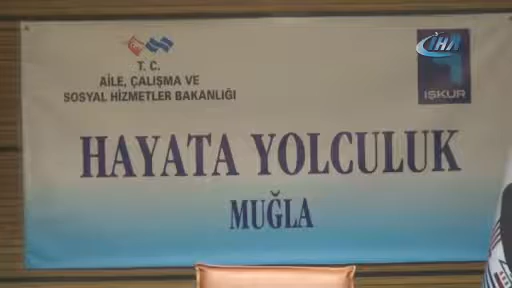 İHA
T. C.
AİLE, ÇALIŞMA VE
SOSYAL HİZMETLER BAKANLIĞI
İŞKUR
HAYATA YOLCULUK
MUĞLA